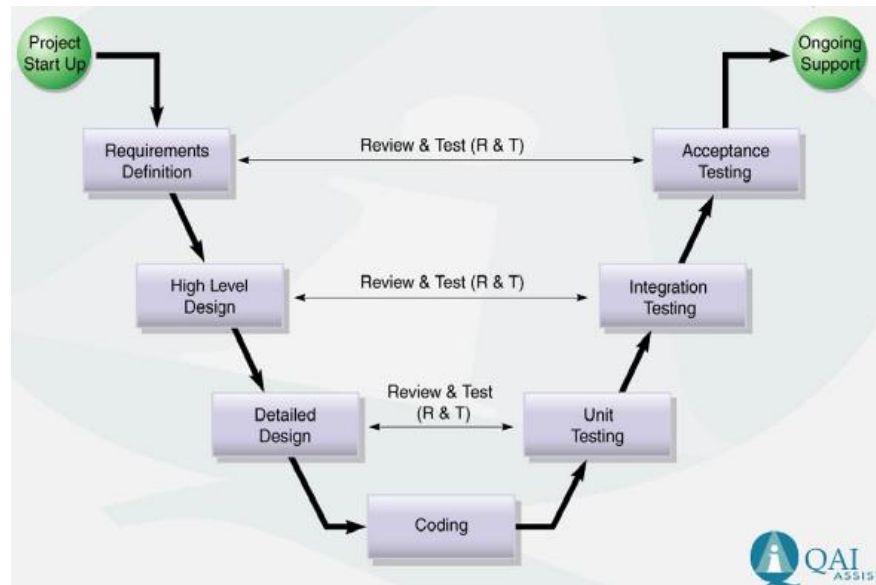 Project
Start Up
Ongoing
Support
Requirements
Definition
Review & Test (R & T)
Acceptance
Testing
High Level
Design
Review & Test (R & T)
Integration
Testing
Detailed
Design
Review & Test
(R & T)
Unit
Testing
Coding
QAI
ASSIS